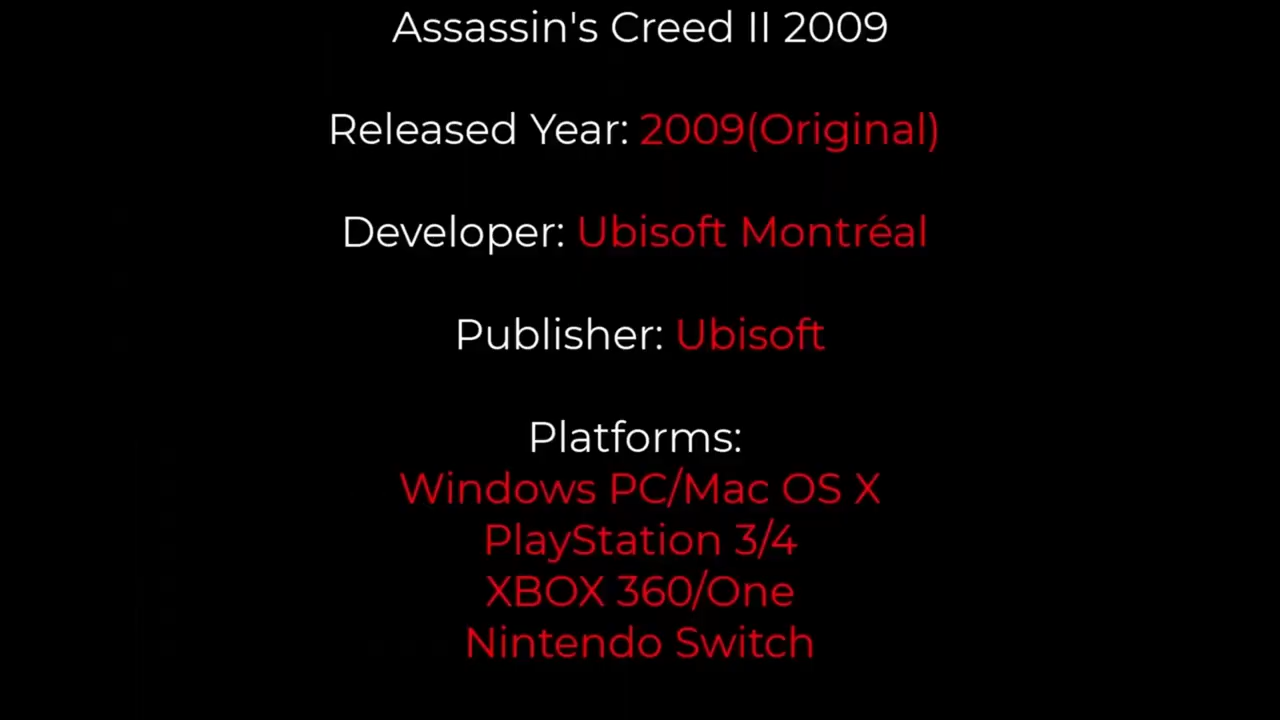 Assassin's Creed II 2009
Released Year: 2009(Original)
Developer: Ubisoft Montréal
Publisher: Ubisoft
Platforms:
Windows PC/Mac OS X
PlayStation 3/4
XBOX 360/One
Nintendo Switch